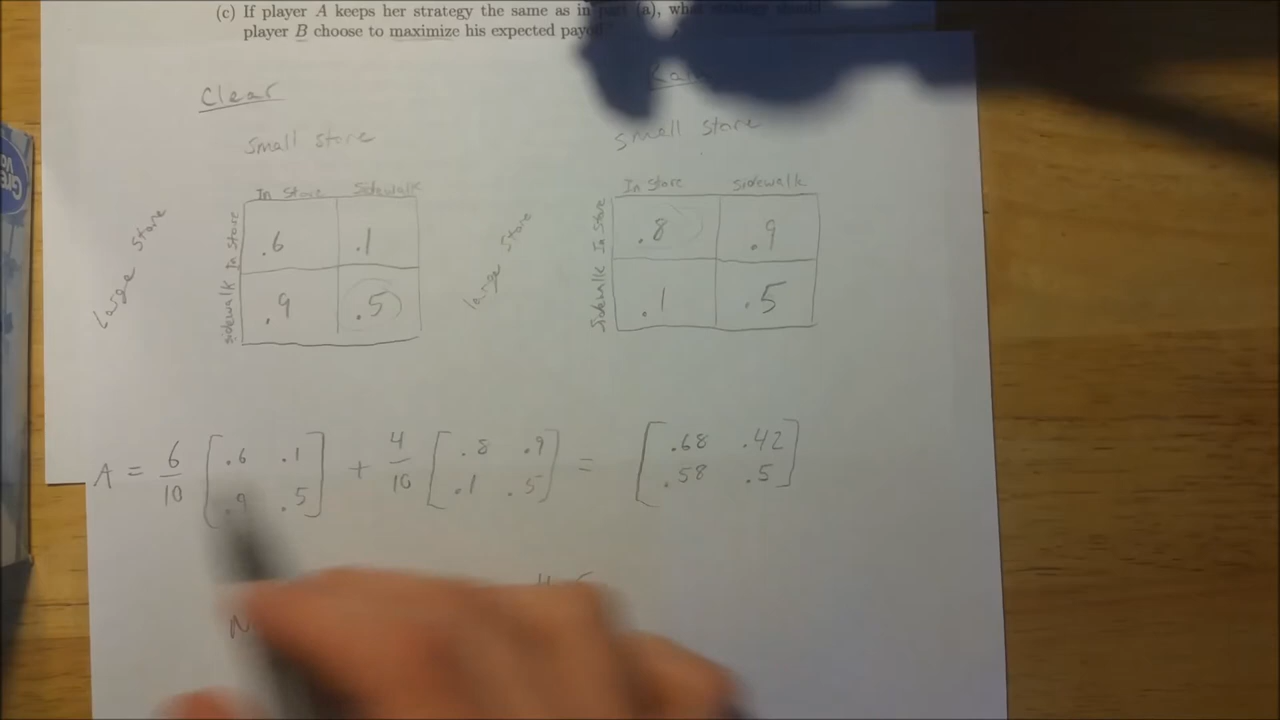 (c) If player A keeps her strategy the same as in part (a), what strategy should
player B choose to maximize his expected payoff
Clear
Rain
Small store
Small store
In Store Sidewalk
In Store Sidewalk
Large Store
Sidewalk In Store
.6 .1
.9 .5
Large Store
Sidewalk In Store
.8 .9
.1 .5
A = 6/10 [ .6 .1 .9 .5 ] + 4/10 [ .8 .9 .1 .5 ] = [ .68 .42 .58 .5 ]